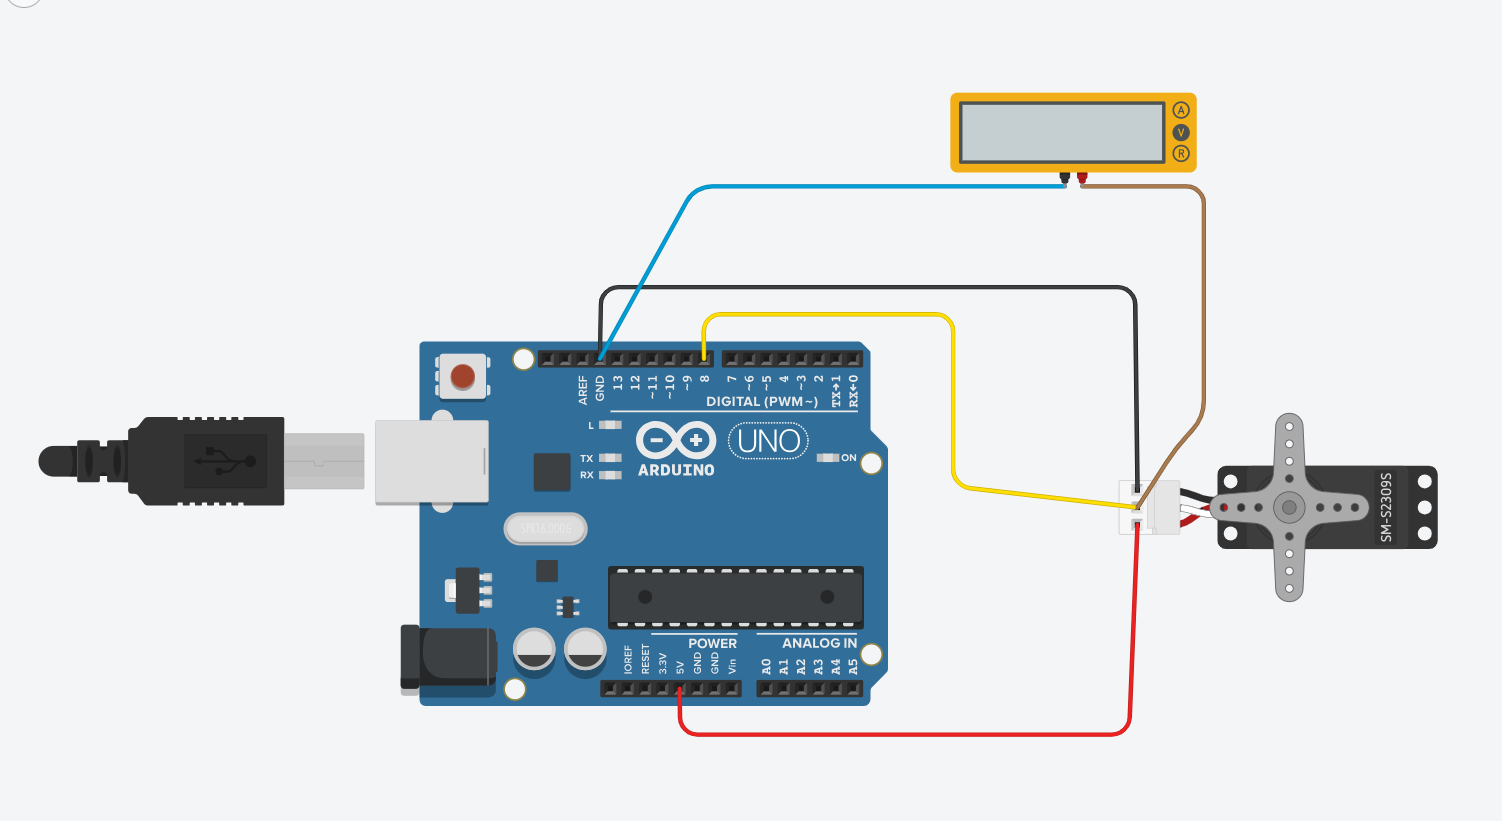 A
V
R
AREF
GND
13
12
~11
~10
~9
8
7
~6
~5
4
~3
2
TX→1
RX←0
DIGITAL (PWM~)
L
TX
RX
ARDUINO
UNO
ON
SM-S2309S
POWER
ANALOG IN
IOREF
RESET
3.3V
5V
GND
GND
Vin
A0
A1
A2
A3
A4
A5